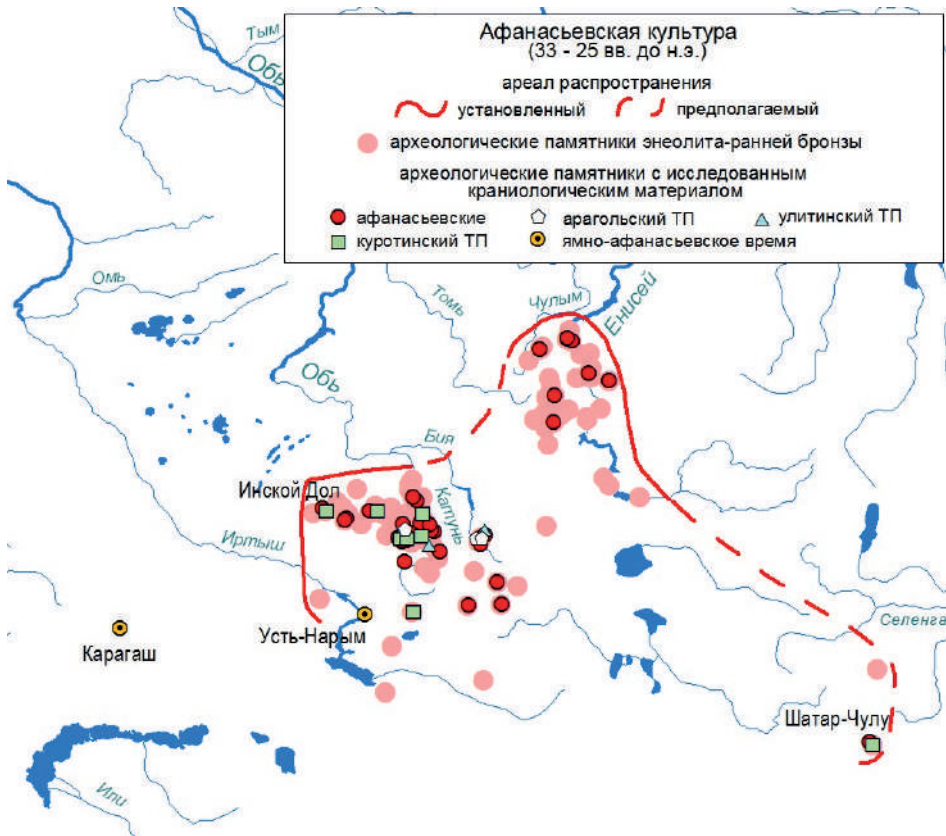 Афанасьевская культура
(33 - 25 вв. до н.э.)
ареал распространения
установленный
предполагаемый
археологические памятники энеолита-ранней бронзы
археологические памятники с исследованным
краниологическим материалом
афанасьевские
арагольский ТП
улитинский ТП
куротинский ТП
ямно-афанасьевское время
Тым
Обь
Омь
Томь
Чулым
Енисей
Обь
Бия
Инской Дол
Катунь
Иртыш
Усть-Нарым
Карагаш
Селенга
Шатар-Чулу
Или